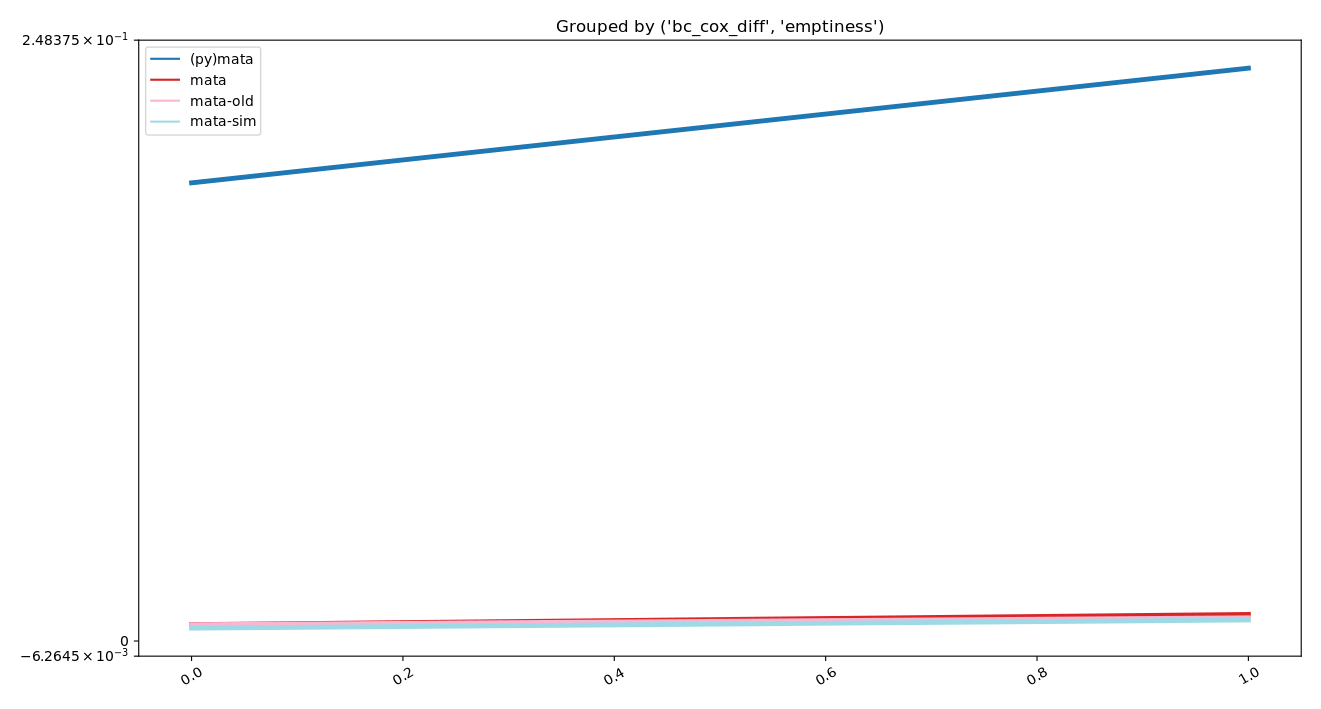 Grouped by ('bc_cox_diff', 'emptiness')
2.48375 × 10⁻¹
(py)mata
mata
mata-old
mata-sim
0
−6.2645 × 10⁻³
0.0 0.2 0.4 0.6 0.8 1.0